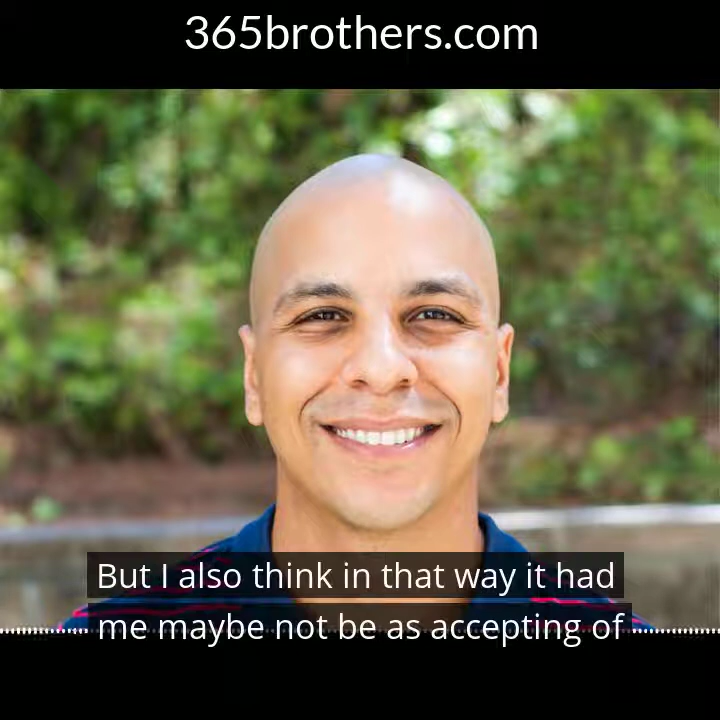 365brothers.com
But I also think in that way it had
me maybe not be as accepting of